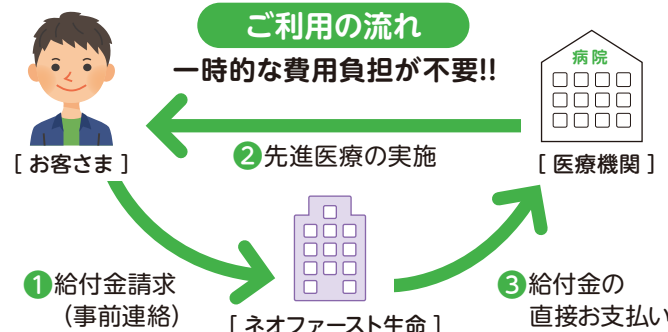 ご利用の流れ
一時的な費用負担が不要!!
病院
[ お客さま ]
❷先進医療の実施
[ 医療機関 ]
❶給付金請求
(事前連絡)
[ ネオファースト生命 ]
❸給付金の
直接お支払い